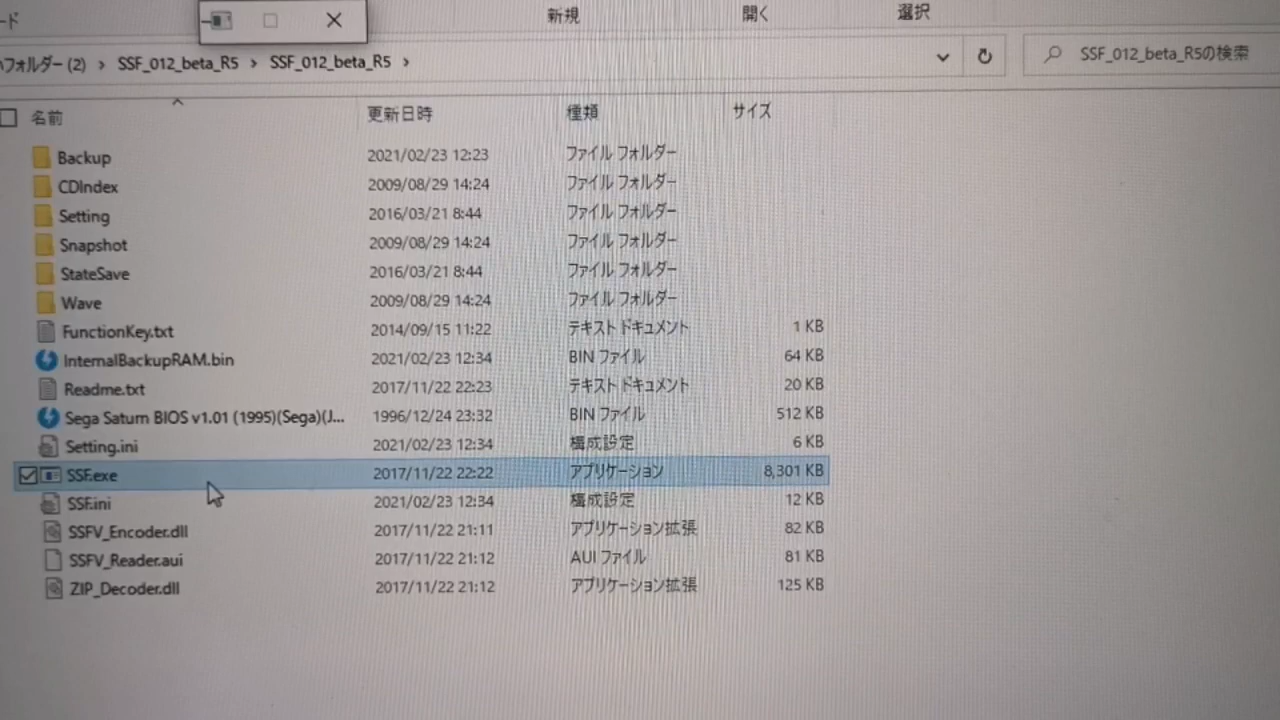 ード 新規 開く 選択
フォルダー (2) › SSF_012_beta_R5 › SSF_012_beta_R5 › SSF_012_beta_R5の検索
名前 更新日時 種類 サイズ
Backup 2021/02/23 12:23 ファイル フォルダー
CDIndex 2009/08/29 14:24 ファイル フォルダー
Setting 2016/03/21 8:44 ファイル フォルダー
Snapshot 2009/08/29 14:24 ファイル フォルダー
StateSave 2016/03/21 8:44 ファイル フォルダー
Wave 2009/08/29 14:24 ファイル フォルダー
FunctionKey.txt 2014/09/15 11:22 テキスト ドキュメント 1 KB
InternalBackupRAM.bin 2021/02/23 12:34 BIN ファイル 64 KB
Readme.txt 2017/11/22 22:23 テキスト ドキュメント 20 KB
Sega Saturn BIOS v1.01 (1995)(Sega)(J... 1996/12/24 23:32 BIN ファイル 512 KB
Setting.ini 2021/02/23 12:34 構成設定 6 KB
SSF.exe 2017/11/22 22:22 アプリケーション 8,301 KB
SSF.ini 2021/02/23 12:34 構成設定 12 KB
SSFV_Encoder.dll 2017/11/22 21:11 アプリケーション拡張 82 KB
SSFV_Reader.aui 2017/11/22 21:12 AUI ファイル 81 KB
ZIP_Decoder.dll 2017/11/22 21:12 アプリケーション拡張 125 KB